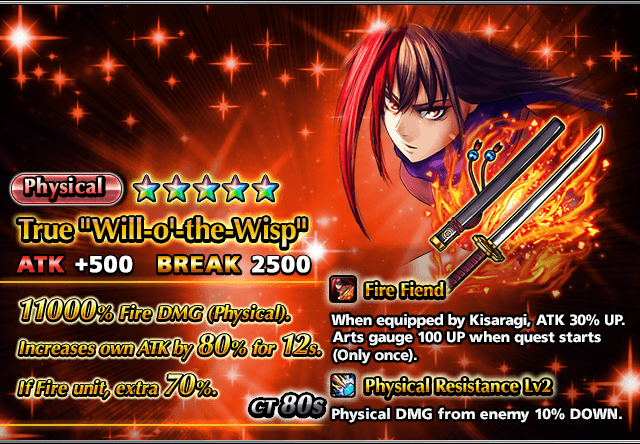 Physical
True "Will-o'-the-Wisp"
ATK +500 BREAK 2500
11000% Fire DMG (Physical).
Increases own ATK by 80% for 12s.
If Fire unit, extra 70%.
CT 80s
Fire Fiend
When equipped by Kisaragi, ATK 30% UP.
Arts gauge 100 UP when quest starts
(Only once).
Physical Resistance Lv2
Physical DMG from enemy 10% DOWN.